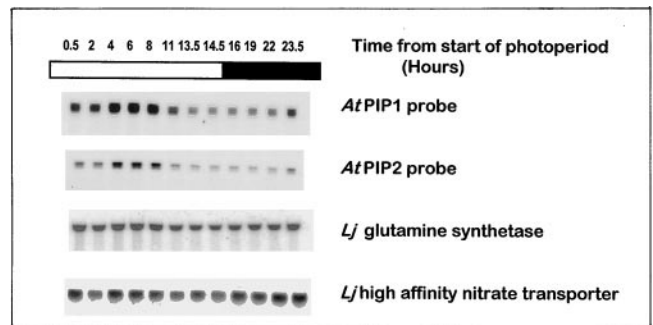 0.5 2 4 6 8 11 13.5 14.5 16 19 22 23.5
Time from start of photoperiod
(Hours)
AtPIP1 probe
AtPIP2 probe
Lj glutamine synthetase
Lj high affinity nitrate transporter